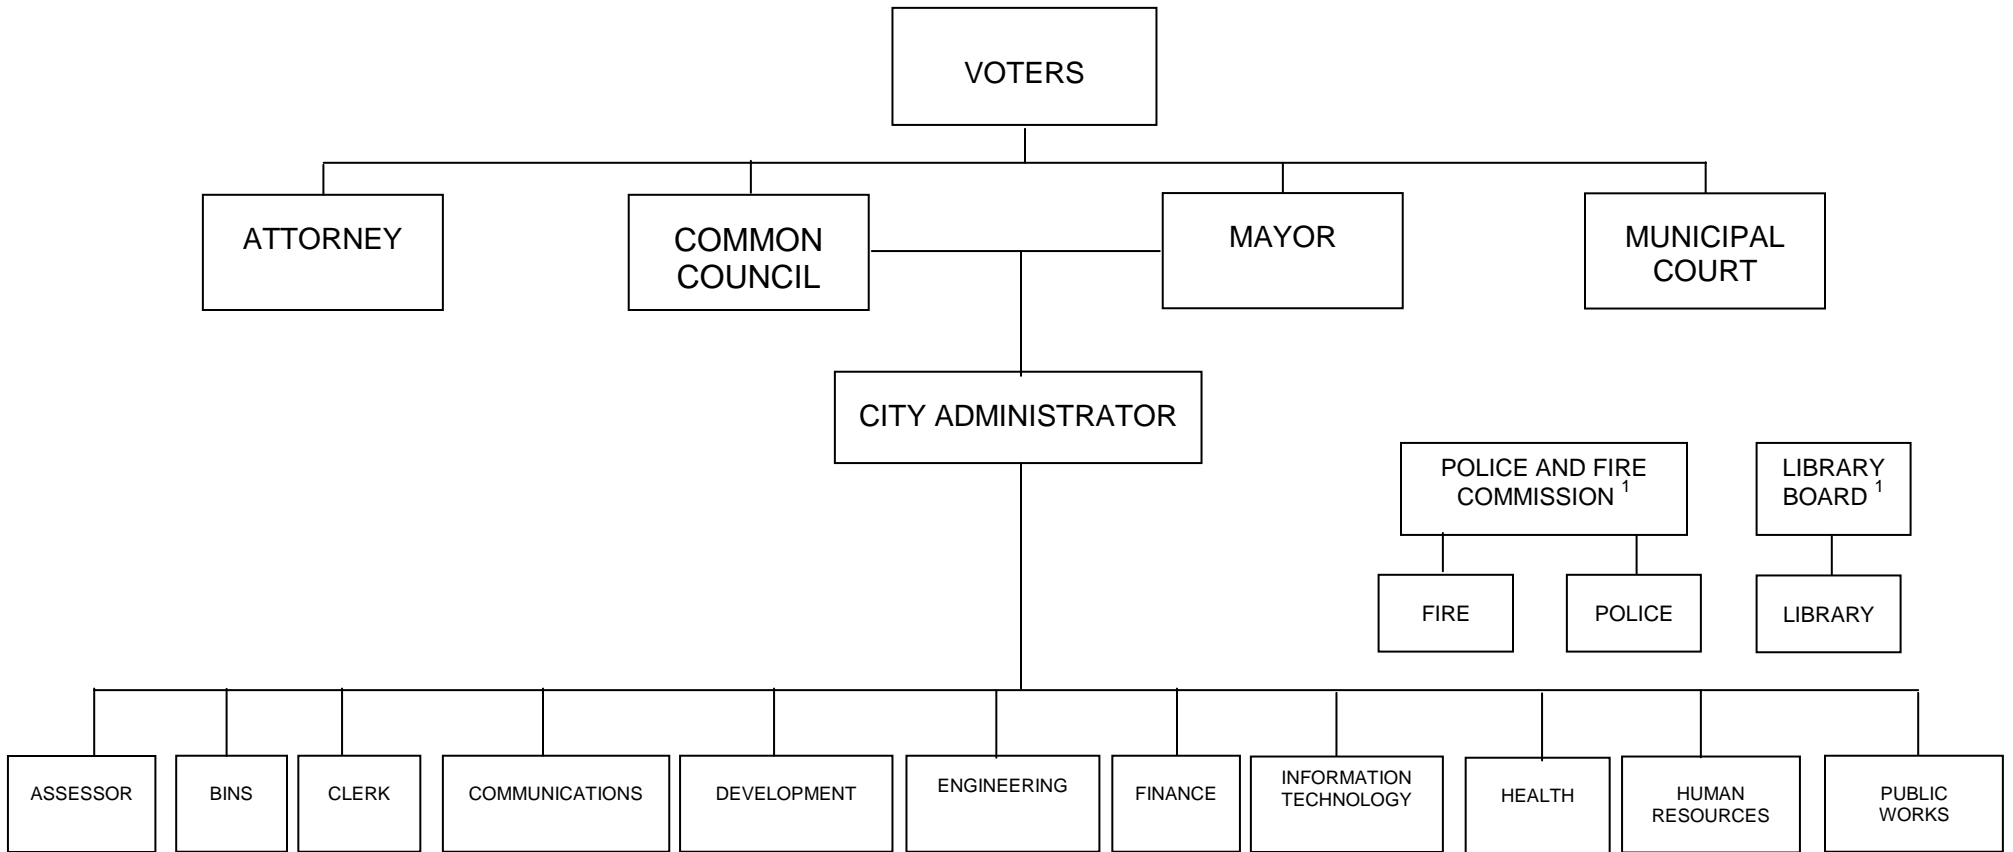 VOTERS
ATTORNEY
COMMON
COUNCIL
MAYOR
MUNICIPAL
COURT
CITY ADMINISTRATOR
POLICE AND FIRE
COMMISSION ¹
LIBRARY
BOARD ¹
FIRE
POLICE
LIBRARY
ASSESSOR
BINS
CLERK
COMMUNICATIONS
DEVELOPMENT
ENGINEERING
FINANCE
INFORMATION
TECHNOLOGY
HEALTH
HUMAN
RESOURCES
PUBLIC
WORKS